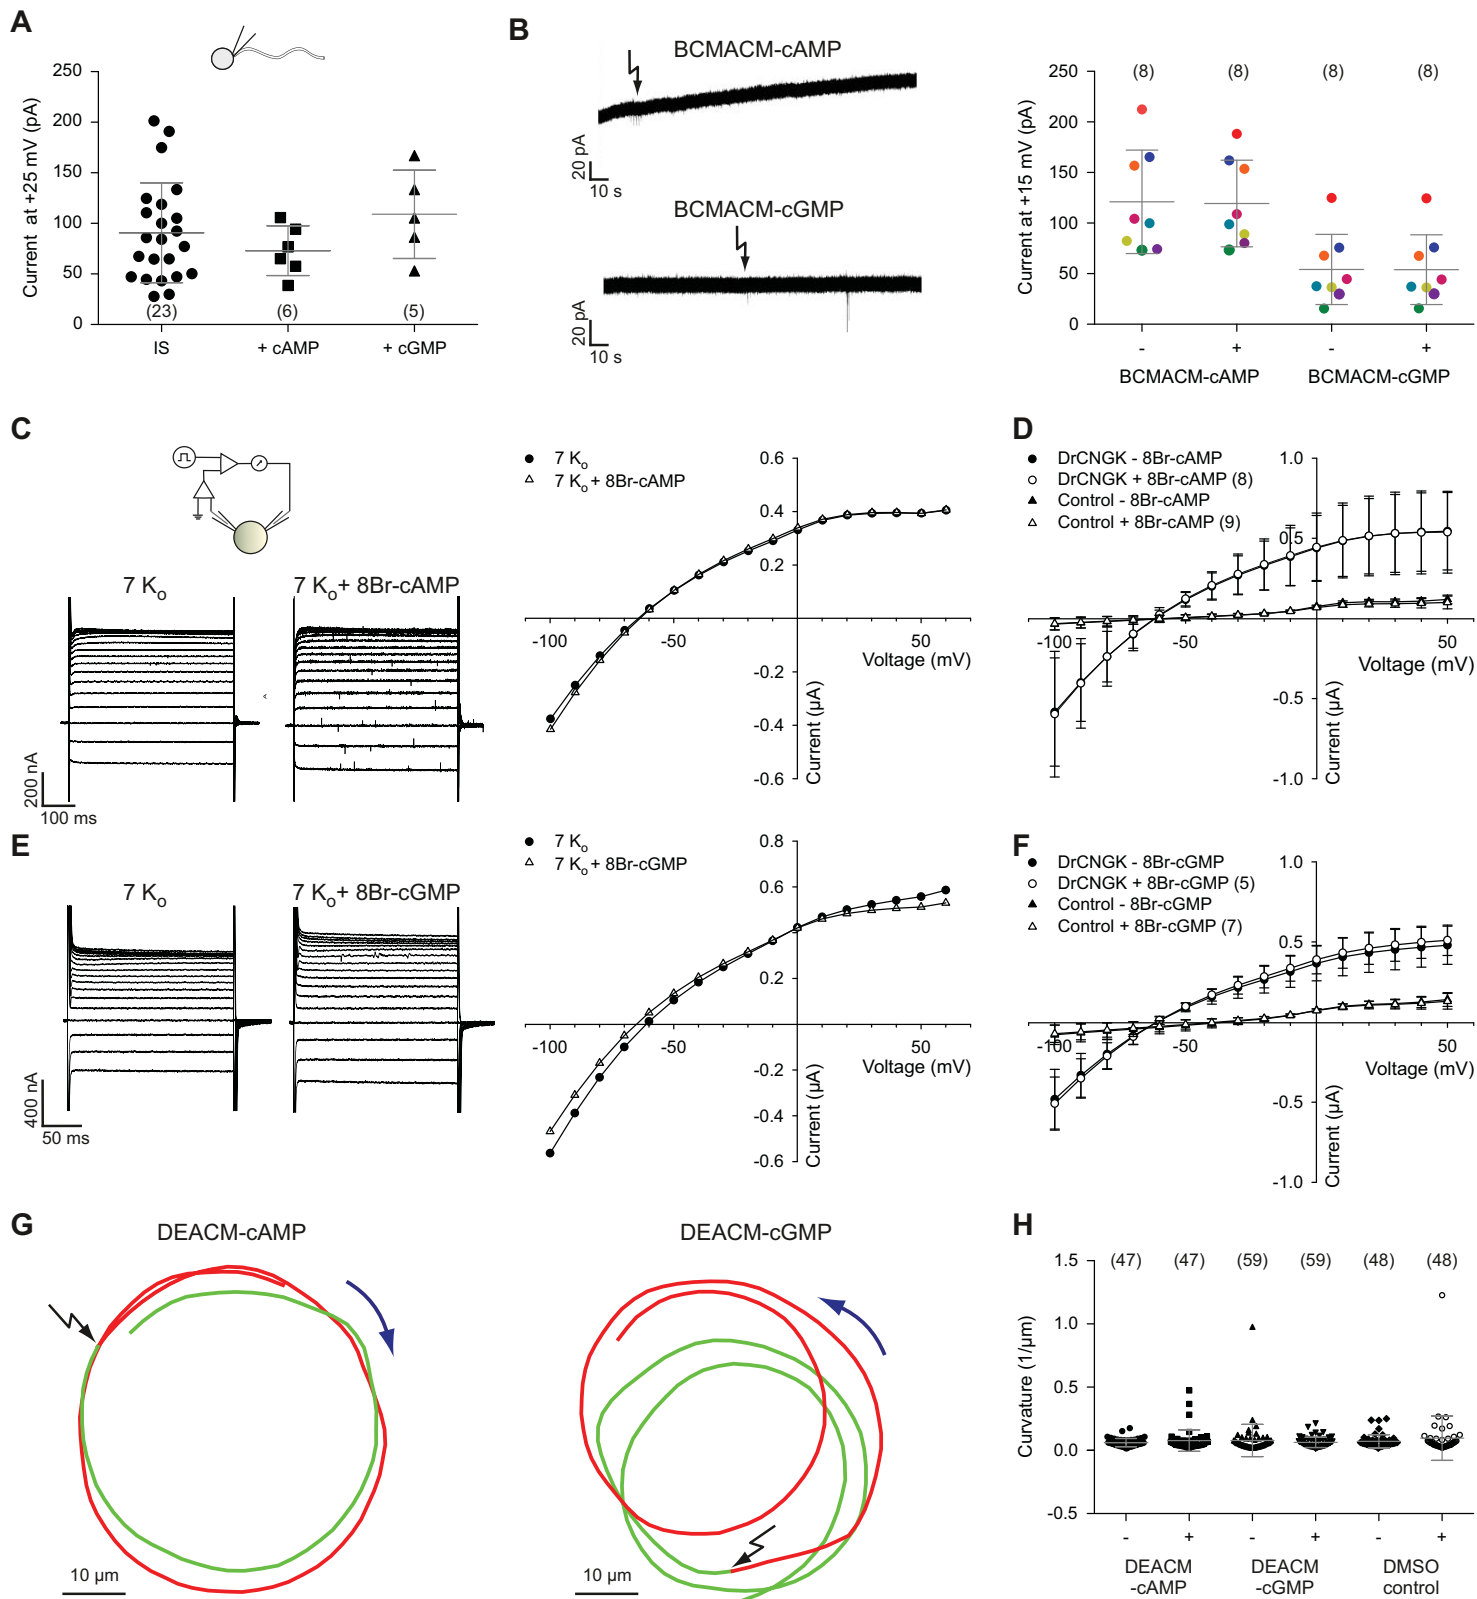 A
250
200
150
100
50
0
Current at +25 mV (pA)
(23)
(6)
(5)
IS
+ cAMP
+ cGMP
B
BCMACM-cAMP
20 pA
10 s
BCMACM-cGMP
20 pA
10 s
250
200
150
100
50
0
Current at +15 mV (pA)
(8)
(8)
(8)
(8)
-
+
-
+
BCMACM-cAMP
BCMACM-cGMP
C
7 Ko
7 Ko+ 8Br-cAMP
200 nA
100 ms
7 Ko
7 Ko + 8Br-cAMP
0.6
0.4
0.2
-0.2
-0.4
-0.6
-100
-50
50
Voltage (mV)
Current (µA)
D
DrCNGK - 8Br-cAMP
DrCNGK + 8Br-cAMP (8)
Control - 8Br-cAMP
Control + 8Br-cAMP (9)
1.0
0.5
-0.5
-1.0
-100
-50
50
Voltage (mV)
Current (µA)
E
7 Ko
7 Ko+ 8Br-cGMP
400 nA
50 ms
7 Ko
7 Ko + 8Br-cGMP
0.8
0.6
0.2
-0.2
-0.4
-0.6
-100
-50
50
Voltage (mV)
Current (µA)
F
DrCNGK - 8Br-cGMP
DrCNGK + 8Br-cGMP (5)
Control - 8Br-cGMP
Control + 8Br-cGMP (7)
1.0
0.5
-0.5
-1.0
-100
-50
50
Voltage (mV)
Current (µA)
G
DEACM-cAMP
10 µm
DEACM-cGMP
10 µm
H
1.5
1.0
0.5
0.0
-0.5
Curvature (1/µm)
(47)
(47)
(59)
(59)
(48)
(48)
-
+
-
+
-
+
DEACM
-cAMP
DEACM
-cGMP
DMSO
control